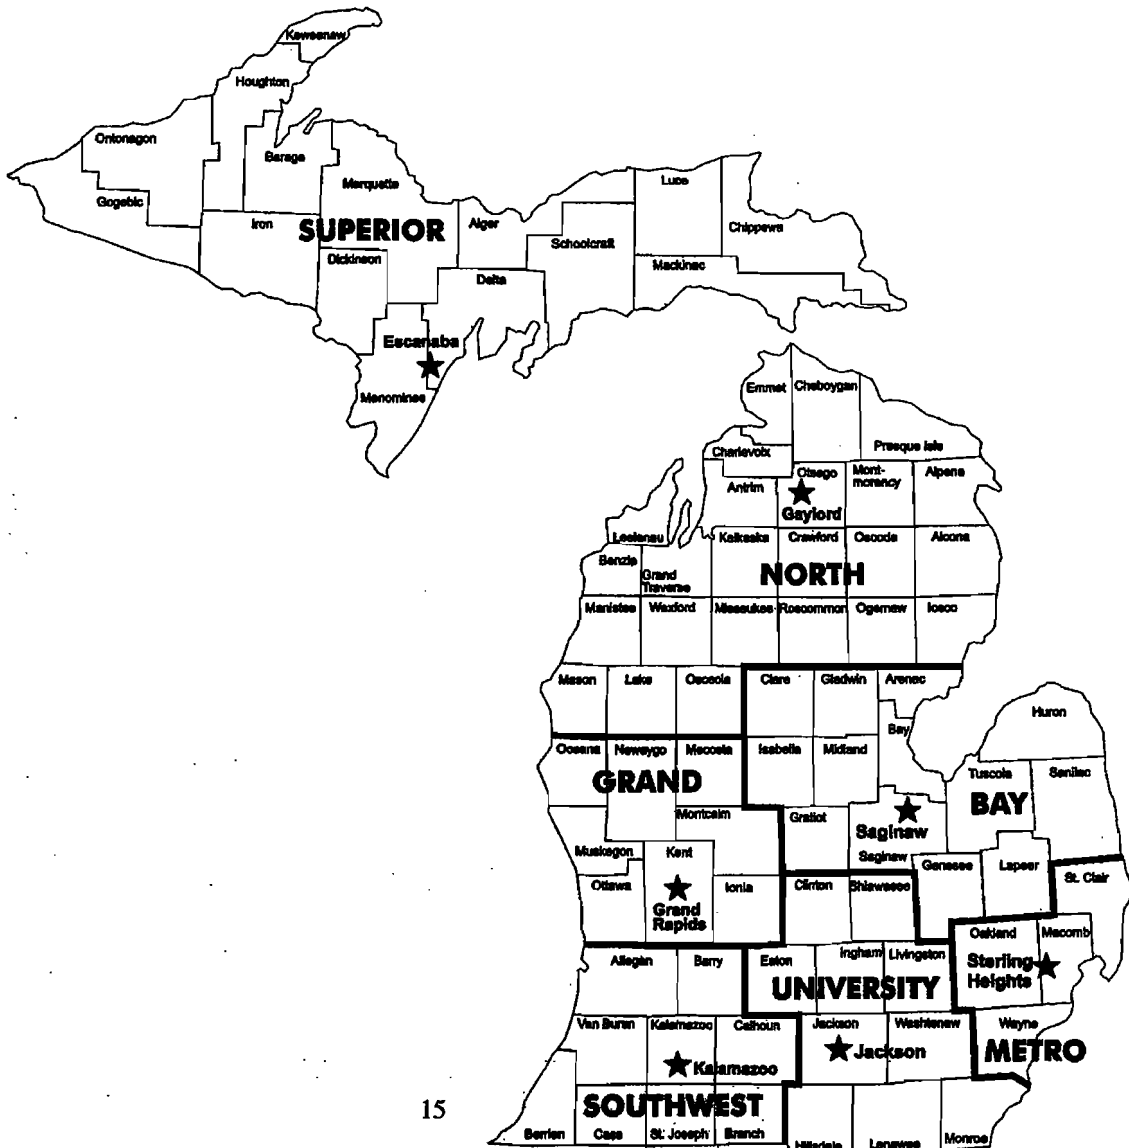 Keweenaw
Houghton
Ontonagon
Baraga
Marquette
Luce
Gogebic
Iron
SUPERIOR
Alger
Chippewa
Schoolcraft
Dickinson
Mackinac
Delta
Escanaba
Menominee
Emmet
Cheboygan
Presque Isle
Charlevoix
Otsego
Mont-
morency
Alpena
Antrim
Gaylord
Leelanau
Kalkaska
Crawford
Oscoda
Alcona
Benzie
Grand
Traverse
NORTH
Manistee
Wexford
Missaukee
Roscommon
Ogemaw
Iosco
Mason
Lake
Osceola
Clare
Gladwin
Arenac
Huron
Bay
Oceana
Newaygo
Mecosta
Isabella
Midland
GRAND
Tuscola
Sanilac
BAY
Montcalm
Gratiot
Saginaw
Muskegon
Kent
Saginaw
Genesee
Lapeer
St. Clair
Ottawa
Ionia
Clinton
Shiawassee
Grand
Rapids
Oakland
Macomb
Allegan
Barry
Eaton
Ingham
Livingston
Sterling
Heights
UNIVERSITY
Van Buren
Kalamazoo
Calhoun
Jackson
Washtenaw
Wayne
METRO
Jackson
Kalamazoo
15
SOUTHWEST
Berrien
Cass
St. Joseph
Branch
Hillsdale
Lenawee
Monroe